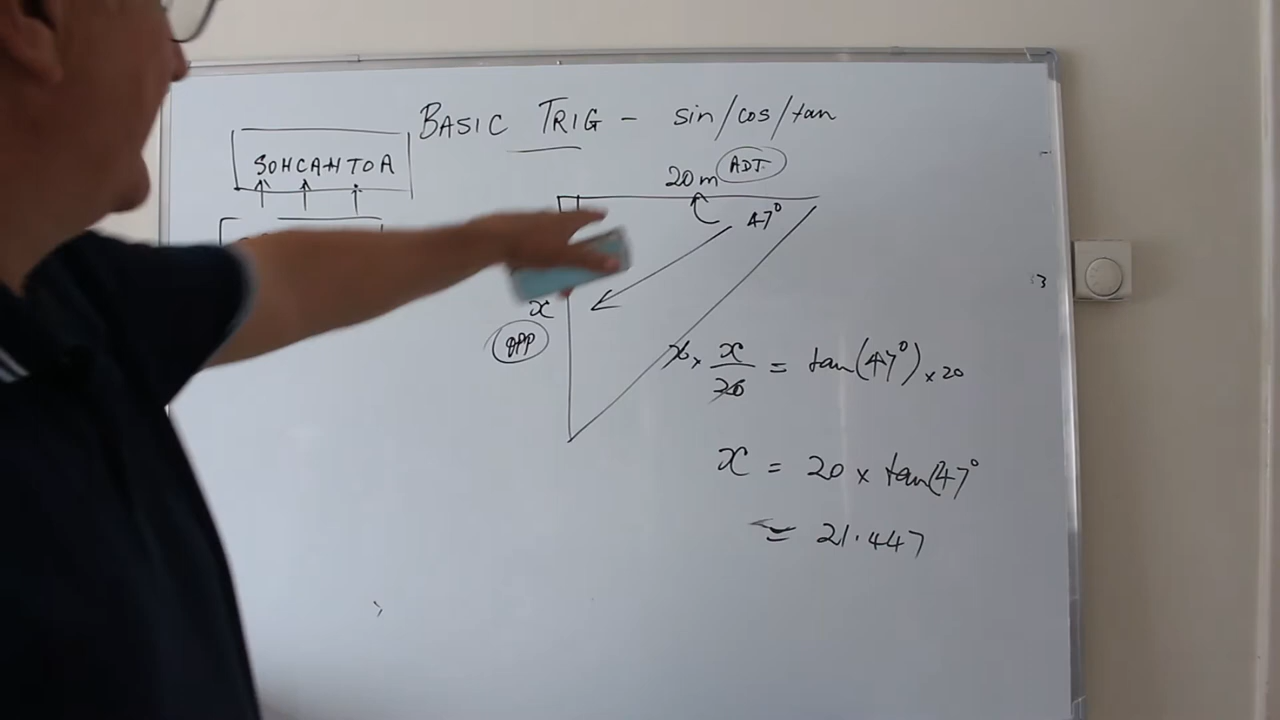 BASIC TRIG - sin/cos/tan
SOHCAHTOA
20m ADJ.
47°
x
OPP
x x/20 = tan(47°) x 20
x = 20 x tan(47°
= 21.447